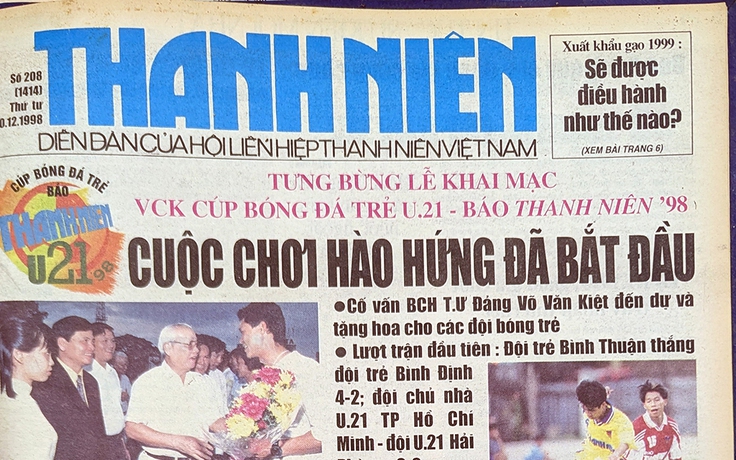 THANH NIÊN
Số 208
(1414)
Thứ tư
0.12.1998
DIỄN ĐÀN CỦA HỘI LIÊN HIỆP THANH NIÊN VIỆT NAM
Xuất khẩu gạo 1999 :
Sẽ được
điều hành
như thế nào?
(XEM BÀI TRANG 6)
CÚP BÓNG ĐÁ TRẺ
BÁO
THANH NIÊN
U21 '98
TƯNG BỪNG LỄ KHAI MẠC
VCK CÚP BÓNG ĐÁ TRẺ U.21 - BÁO THANH NIÊN '98
CUỘC CHƠI HÀO HỨNG ĐÃ BẮT ĐẦU
●Cố vấn BCH T.Ư Đảng Võ Văn Kiệt đến dự và
tặng hoa cho các đội bóng trẻ
● Lượt trận đầu tiên : Đội trẻ Bình Thuận thắng
đội trẻ Bình Định
4-2; đội chủ nhà
U.21 TP Hồ Chí
Minh - đội U.21 Hải